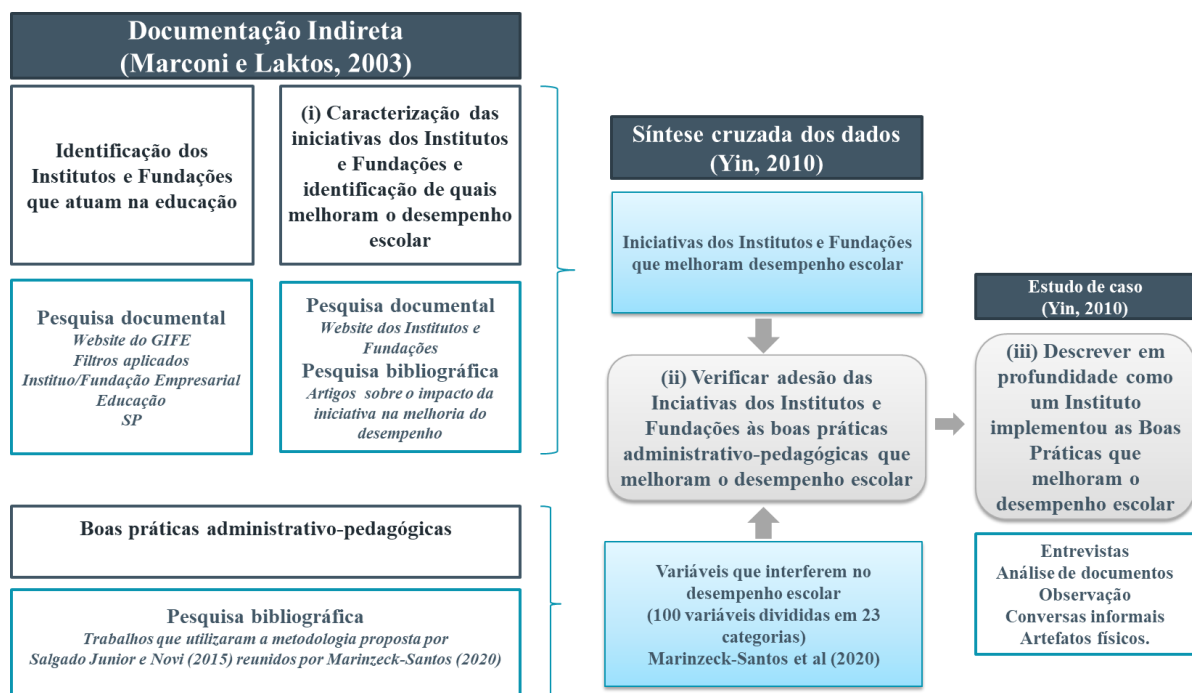 Documentação Indireta
(Marconi e Laktos, 2003)
Identificação dos
Institutos e Fundações
que atuam na educação
(i) Caracterização das
iniciativas dos Institutos
e Fundações e
identificação de quais
melhoram o desempenho
escolar
Pesquisa documental
Website do GIFE
Filtros aplicados
Instituo/Fundação Empresarial
Educação
SP
Pesquisa documental
Website dos Institutos e
Fundações
Pesquisa bibliográfica
Artigos sobre o impacto da
iniciativa na melhoria do
desempenho
Boas práticas administrativo-pedagógicas
Pesquisa bibliográfica
Trabalhos que utilizaram a metodologia proposta por
Salgado Junior e Novi (2015) reunidos por Marinzeck-Santos (2020)
Síntese cruzada dos dados
(Yin, 2010)
Iniciativas dos Institutos e Fundações
que melhoram desempenho escolar
(ii) Verificar adesão das
Inciativas dos Institutos e
Fundações às boas práticas
administrativo-pedagógicas que
melhoram o desempenho escolar
Variáveis que interferem no
desempenho escolar
(100 variáveis divididas em 23
categorias)
Marinzeck-Santos et al (2020)
Estudo de caso
(Yin, 2010)
(iii) Descrever em
profundidade como
um Instituto
implementou as Boas
Práticas que
melhoram o
desempenho escolar
Entrevistas
Análise de documentos
Observação
Conversas informais
Artefatos físicos.